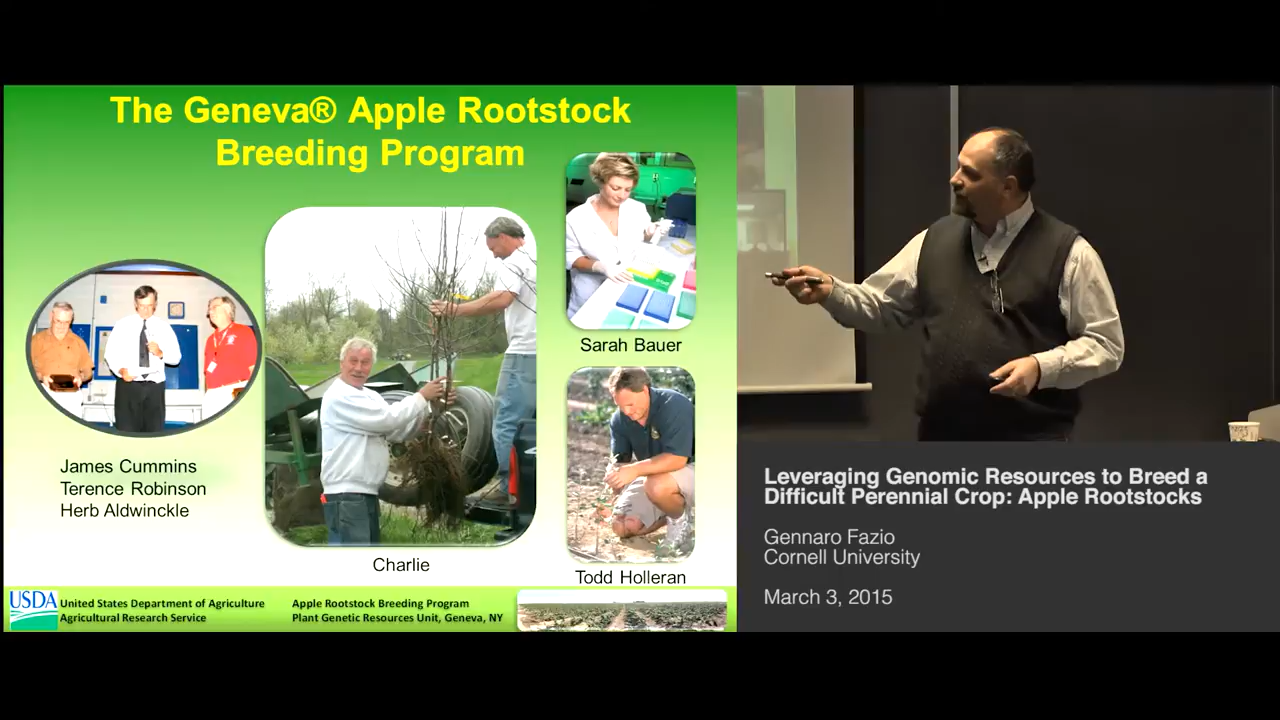 The Geneva® Apple Rootstock
Breeding Program
James Cummins
Terence Robinson
Herb Aldwinckle
Charlie
Sarah Bauer
Todd Holleran
USDA
United States Department of Agriculture
Agricultural Research Service
Apple Rootstock Breeding Program
Plant Genetic Resources Unit, Geneva, NY
Leveraging Genomic Resources to Breed a
Difficult Perennial Crop: Apple Rootstocks
Gennaro Fazio
Cornell University
March 3, 2015